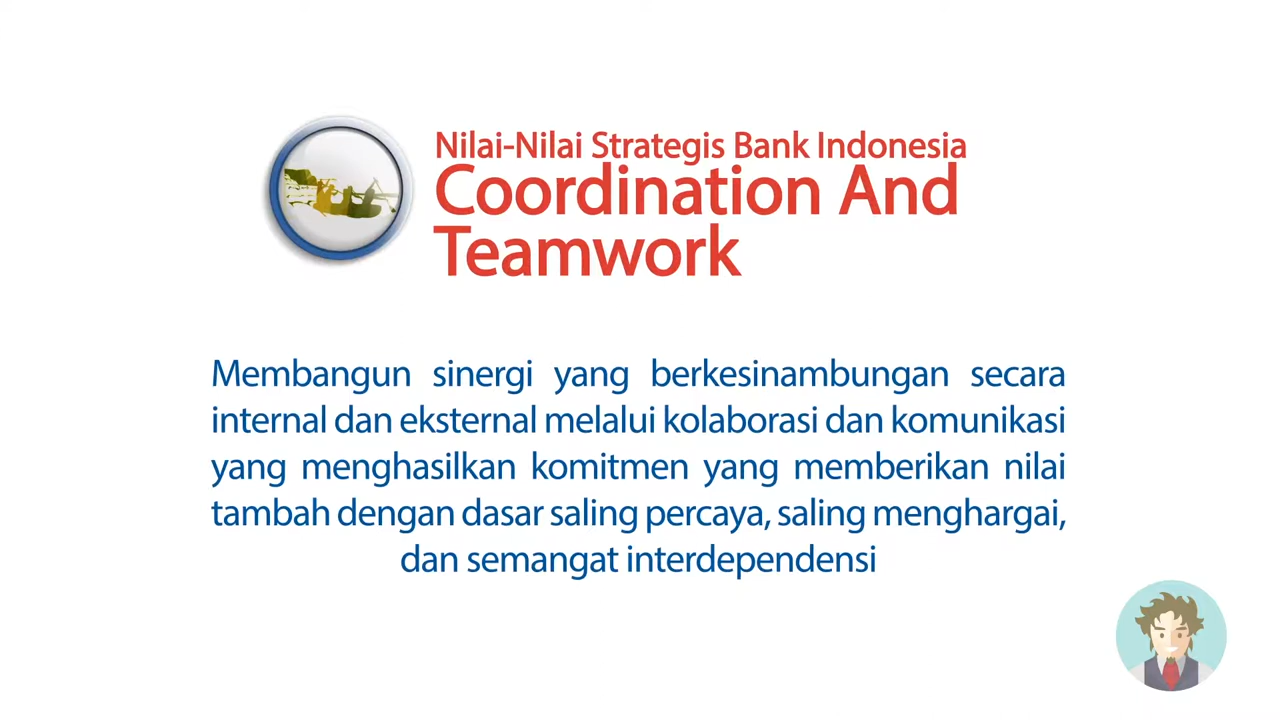 Nilai-Nilai Strategis Bank Indonesia
Coordination And
Teamwork
Membangun sinergi yang berkesinambungan secara
internal dan eksternal melalui kolaborasi dan komunikasi
yang menghasilkan komitmen yang memberikan nilai
tambah dengan dasar saling percaya, saling menghargai,
dan semangat interdependensi